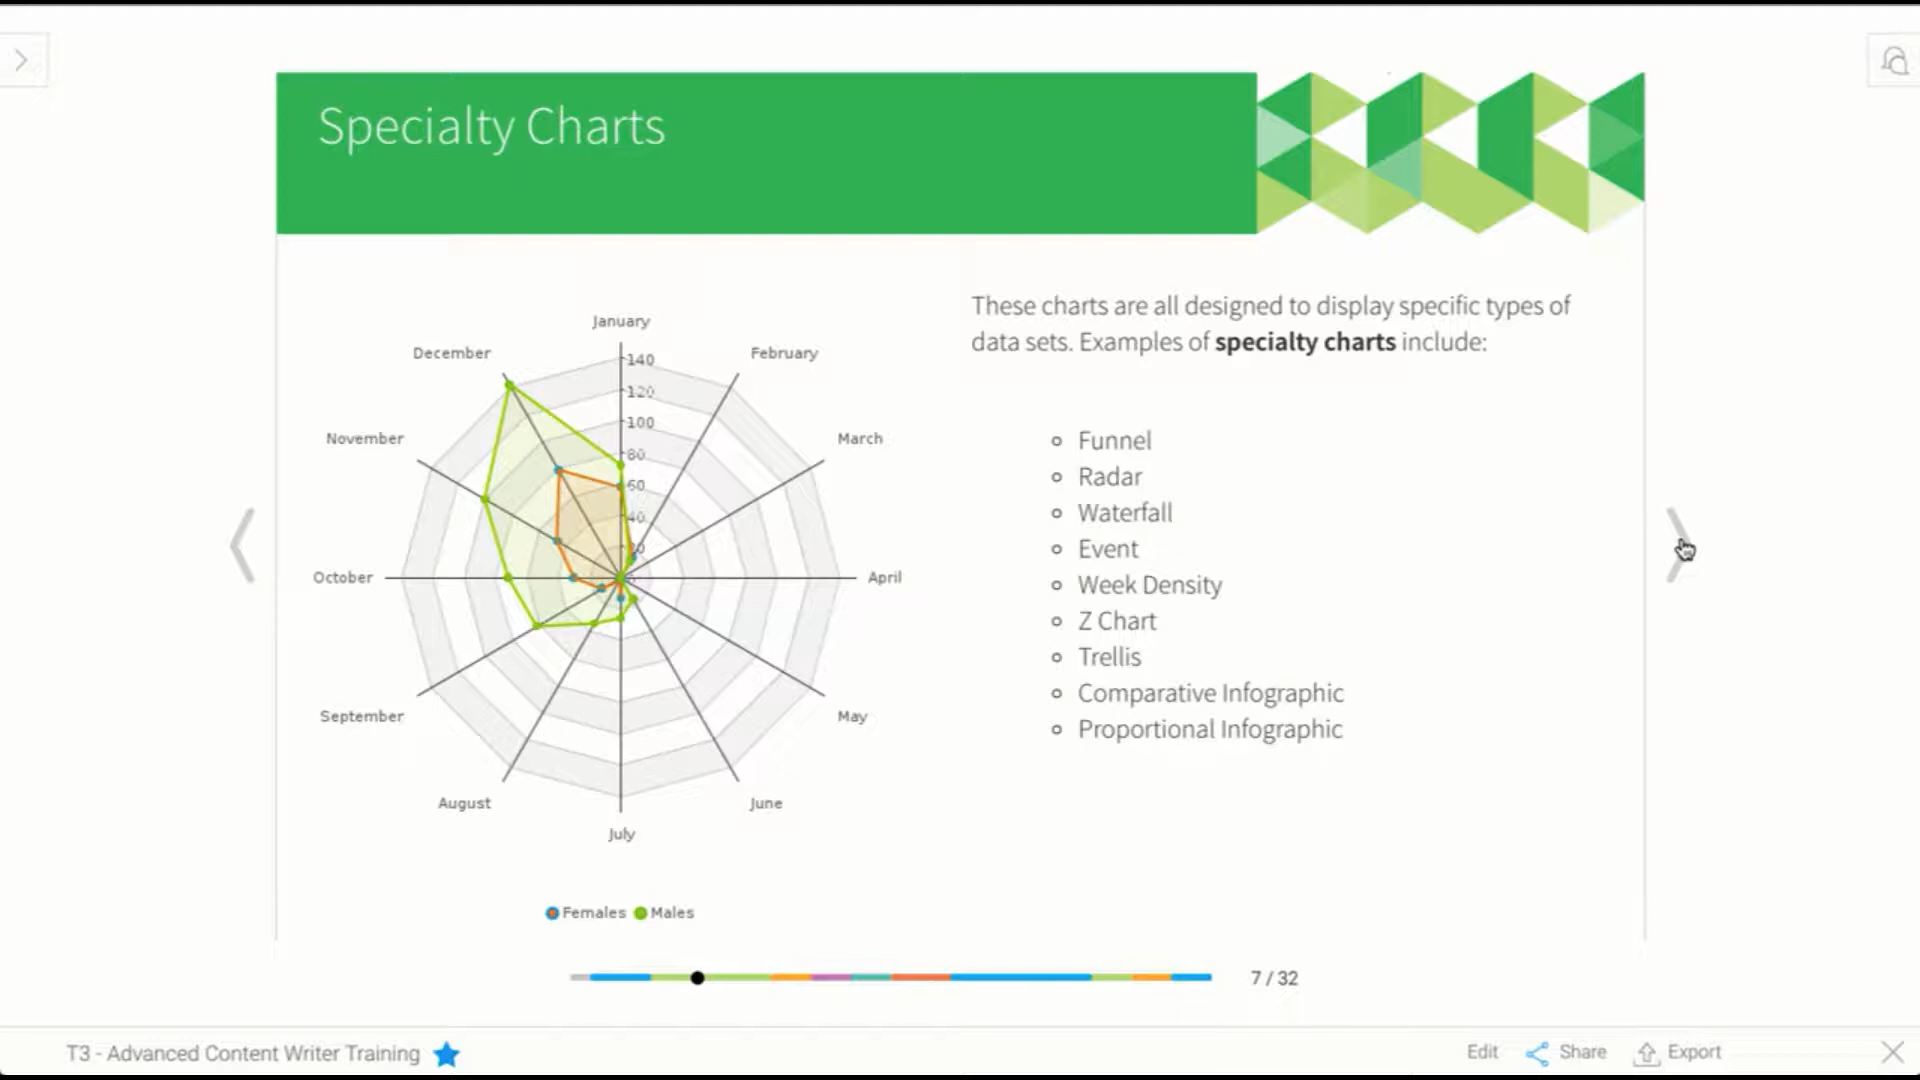 Specialty Charts
These charts are all designed to display specific types of
data sets. Examples of specialty charts include:
Funnel
Radar
Waterfall
Event
Week Density
Z Chart
Trellis
Comparative Infographic
Proportional Infographic
January
February
March
April
May
June
July
August
September
October
November
December
140
120
100
80
60
40
Females Males
7 / 32
T3 - Advanced Content Writer Training
Edit Share Export